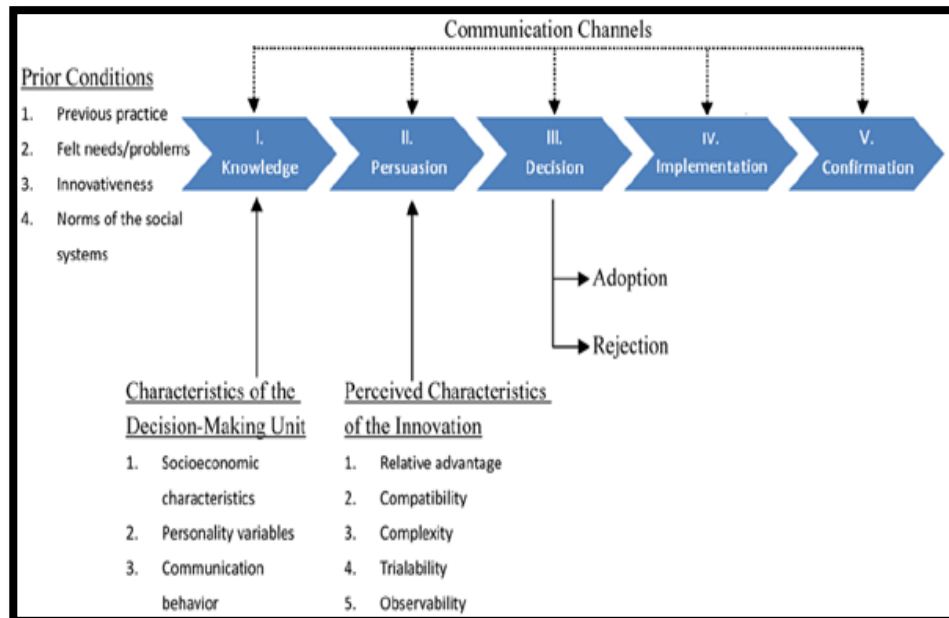 Communication Channels
Prior Conditions
1. Previous practice
2. Felt needs/problems
3. Innovativeness
4. Norms of the social
systems
I.
Knowledge
II.
Persuasion
III.
Decision
IV.
Implementation
V.
Confirmation
Adoption
Rejection
Characteristics of the
Decision-Making Unit
1. Socioeconomic
characteristics
2. Personality variables
3. Communication
behavior
Perceived Characteristics
of the Innovation
1. Relative advantage
2. Compatibility
3. Complexity
4. Trialability
5. Observability